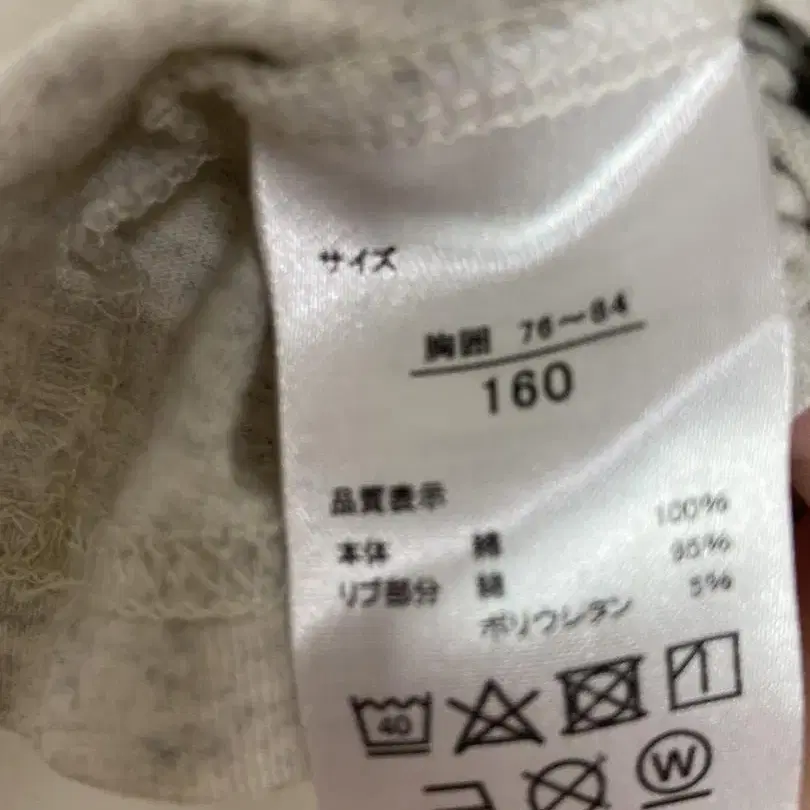 サイズ
胸囲 76〜84
160
品質表示
本体 綿 100%
リブ部分 綿 95%
ポリウレタン 5%
40
W